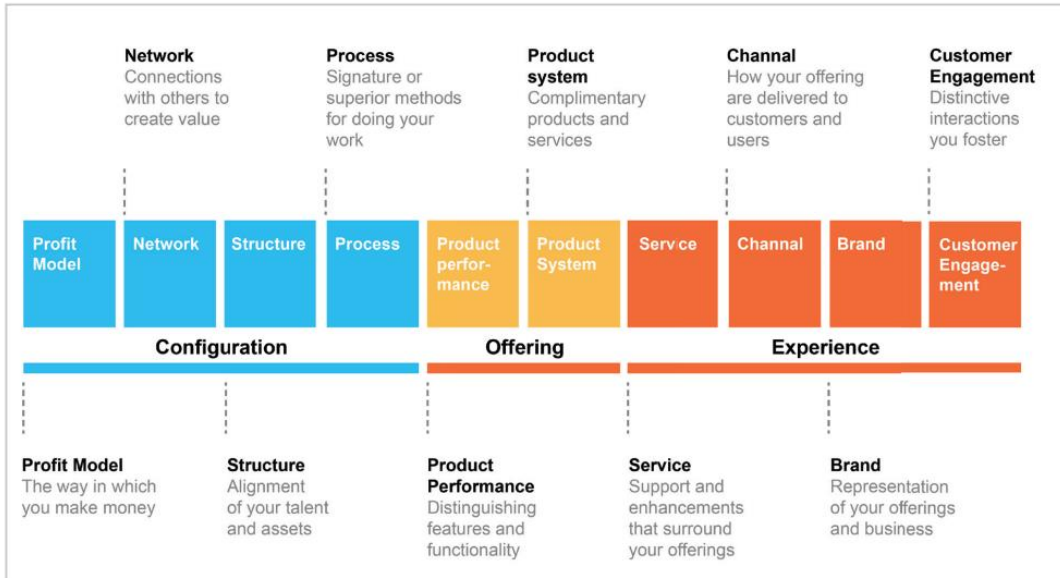 Network
Connections
with others to
create value
Process
Signature or
superior methods
for doing your
work
Product
system
Complimentary
products and
services
Channal
How your offering
are delivered to
customers and
users
Customer
Engagement
Distinctive
interactions
you foster
Profit
Model
Network
Structure
Process
Product
perfor-
mance
Product
System
Serv ce
Channal
Brand
Customer
Engage-
ment
Configuration
Offering
Experience
Profit Model
The way in which
you make money
Structure
Alignment
of your talent
and assets
Product
Performance
Distinguishing
features and
functionality
Service
Support and
enhancements
that surround
your offerings
Brand
Representation
of your offerings
and business